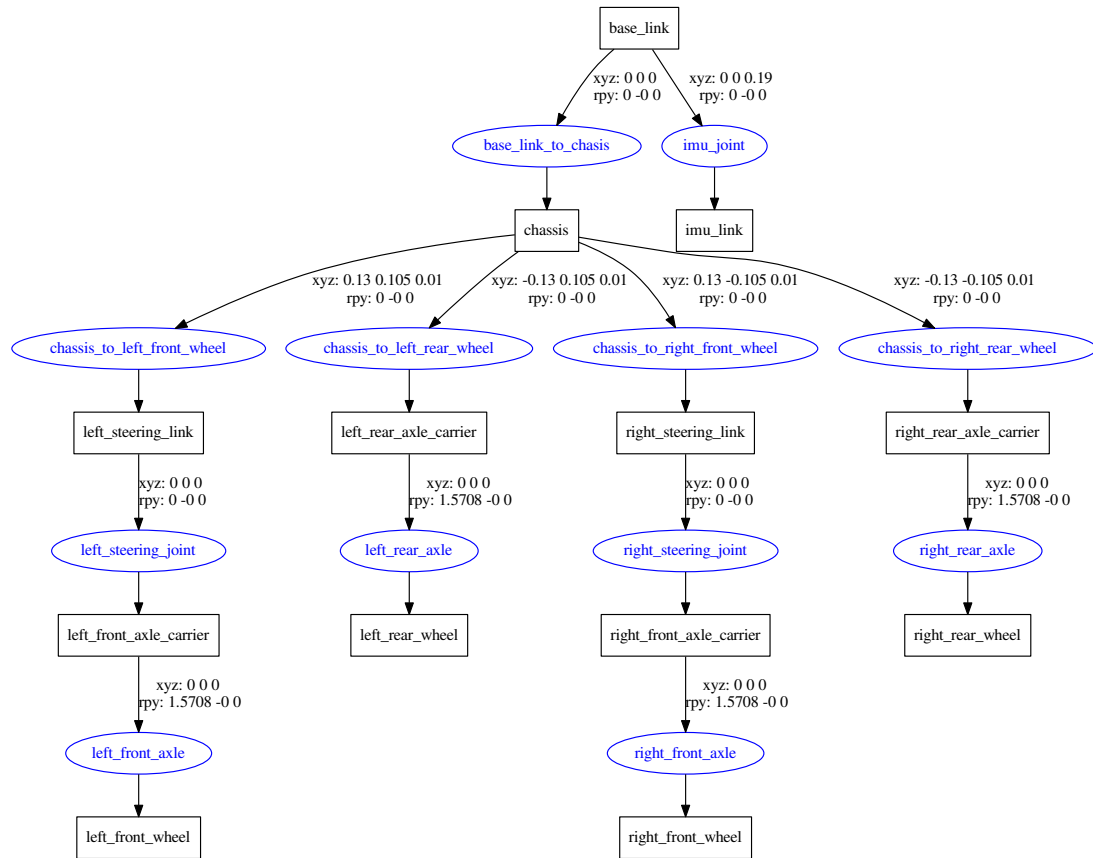 base_link
xyz: 0 0 0
rpy: 0 -0 0
xyz: 0 0 0.19
rpy: 0 -0 0
base_link_to_chasis
imu_joint
chassis
imu_link
xyz: 0.13 0.105 0.01
rpy: 0 -0 0
xyz: -0.13 0.105 0.01
rpy: 0 -0 0
xyz: 0.13 -0.105 0.01
rpy: 0 -0 0
xyz: -0.13 -0.105 0.01
rpy: 0 -0 0
chassis_to_left_front_wheel
chassis_to_left_rear_wheel
chassis_to_right_front_wheel
chassis_to_right_rear_wheel
left_steering_link
left_rear_axle_carrier
right_steering_link
right_rear_axle_carrier
xyz: 0 0 0
rpy: 0 -0 0
xyz: 0 0 0
rpy: 1.5708 -0 0
xyz: 0 0 0
rpy: 0 -0 0
xyz: 0 0 0
rpy: 1.5708 -0 0
left_steering_joint
left_rear_axle
right_steering_joint
right_rear_axle
left_front_axle_carrier
left_rear_wheel
right_front_axle_carrier
right_rear_wheel
xyz: 0 0 0
rpy: 1.5708 -0 0
xyz: 0 0 0
rpy: 1.5708 -0 0
left_front_axle
right_front_axle
left_front_wheel
right_front_wheel